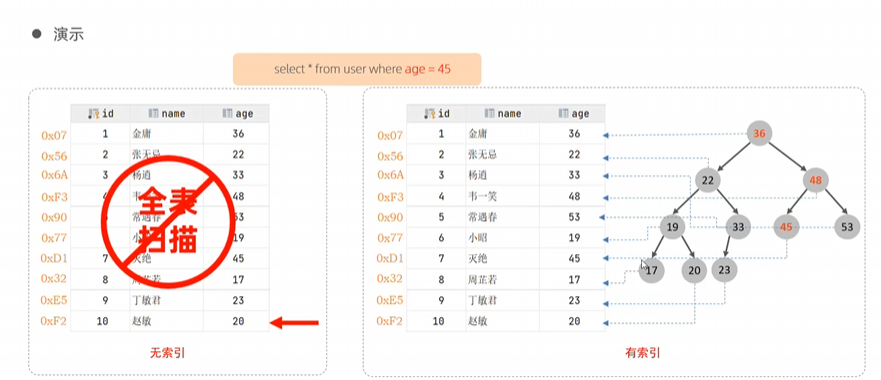 演示
select * from user where age = 45
id name age
0x07 1 金庸 36
0x56 2 张无忌 22
0x6A 3 杨逍 33
0xF3 4 韦一笑 48
0x90 5 常遇春 53
0x77 6 小昭 19
0xD1 7 灭绝 45
0x32 8 周芷若 17
0xE5 9 丁敏君 23
0xF2 10 赵敏 20
全表
扫描
无索引
id name age
0x07 1 金庸 36
0x56 2 张无忌 22
0x6A 3 杨逍 33
0xF3 4 韦一笑 48
0x90 5 常遇春 53
0x77 6 小昭 19
0xD1 7 灭绝 45
0x32 8 周芷若 17
0xE5 9 丁敏君 23
0xF2 10 赵敏 20
36
22 48
19 33 45 53
17 20 23
有索引